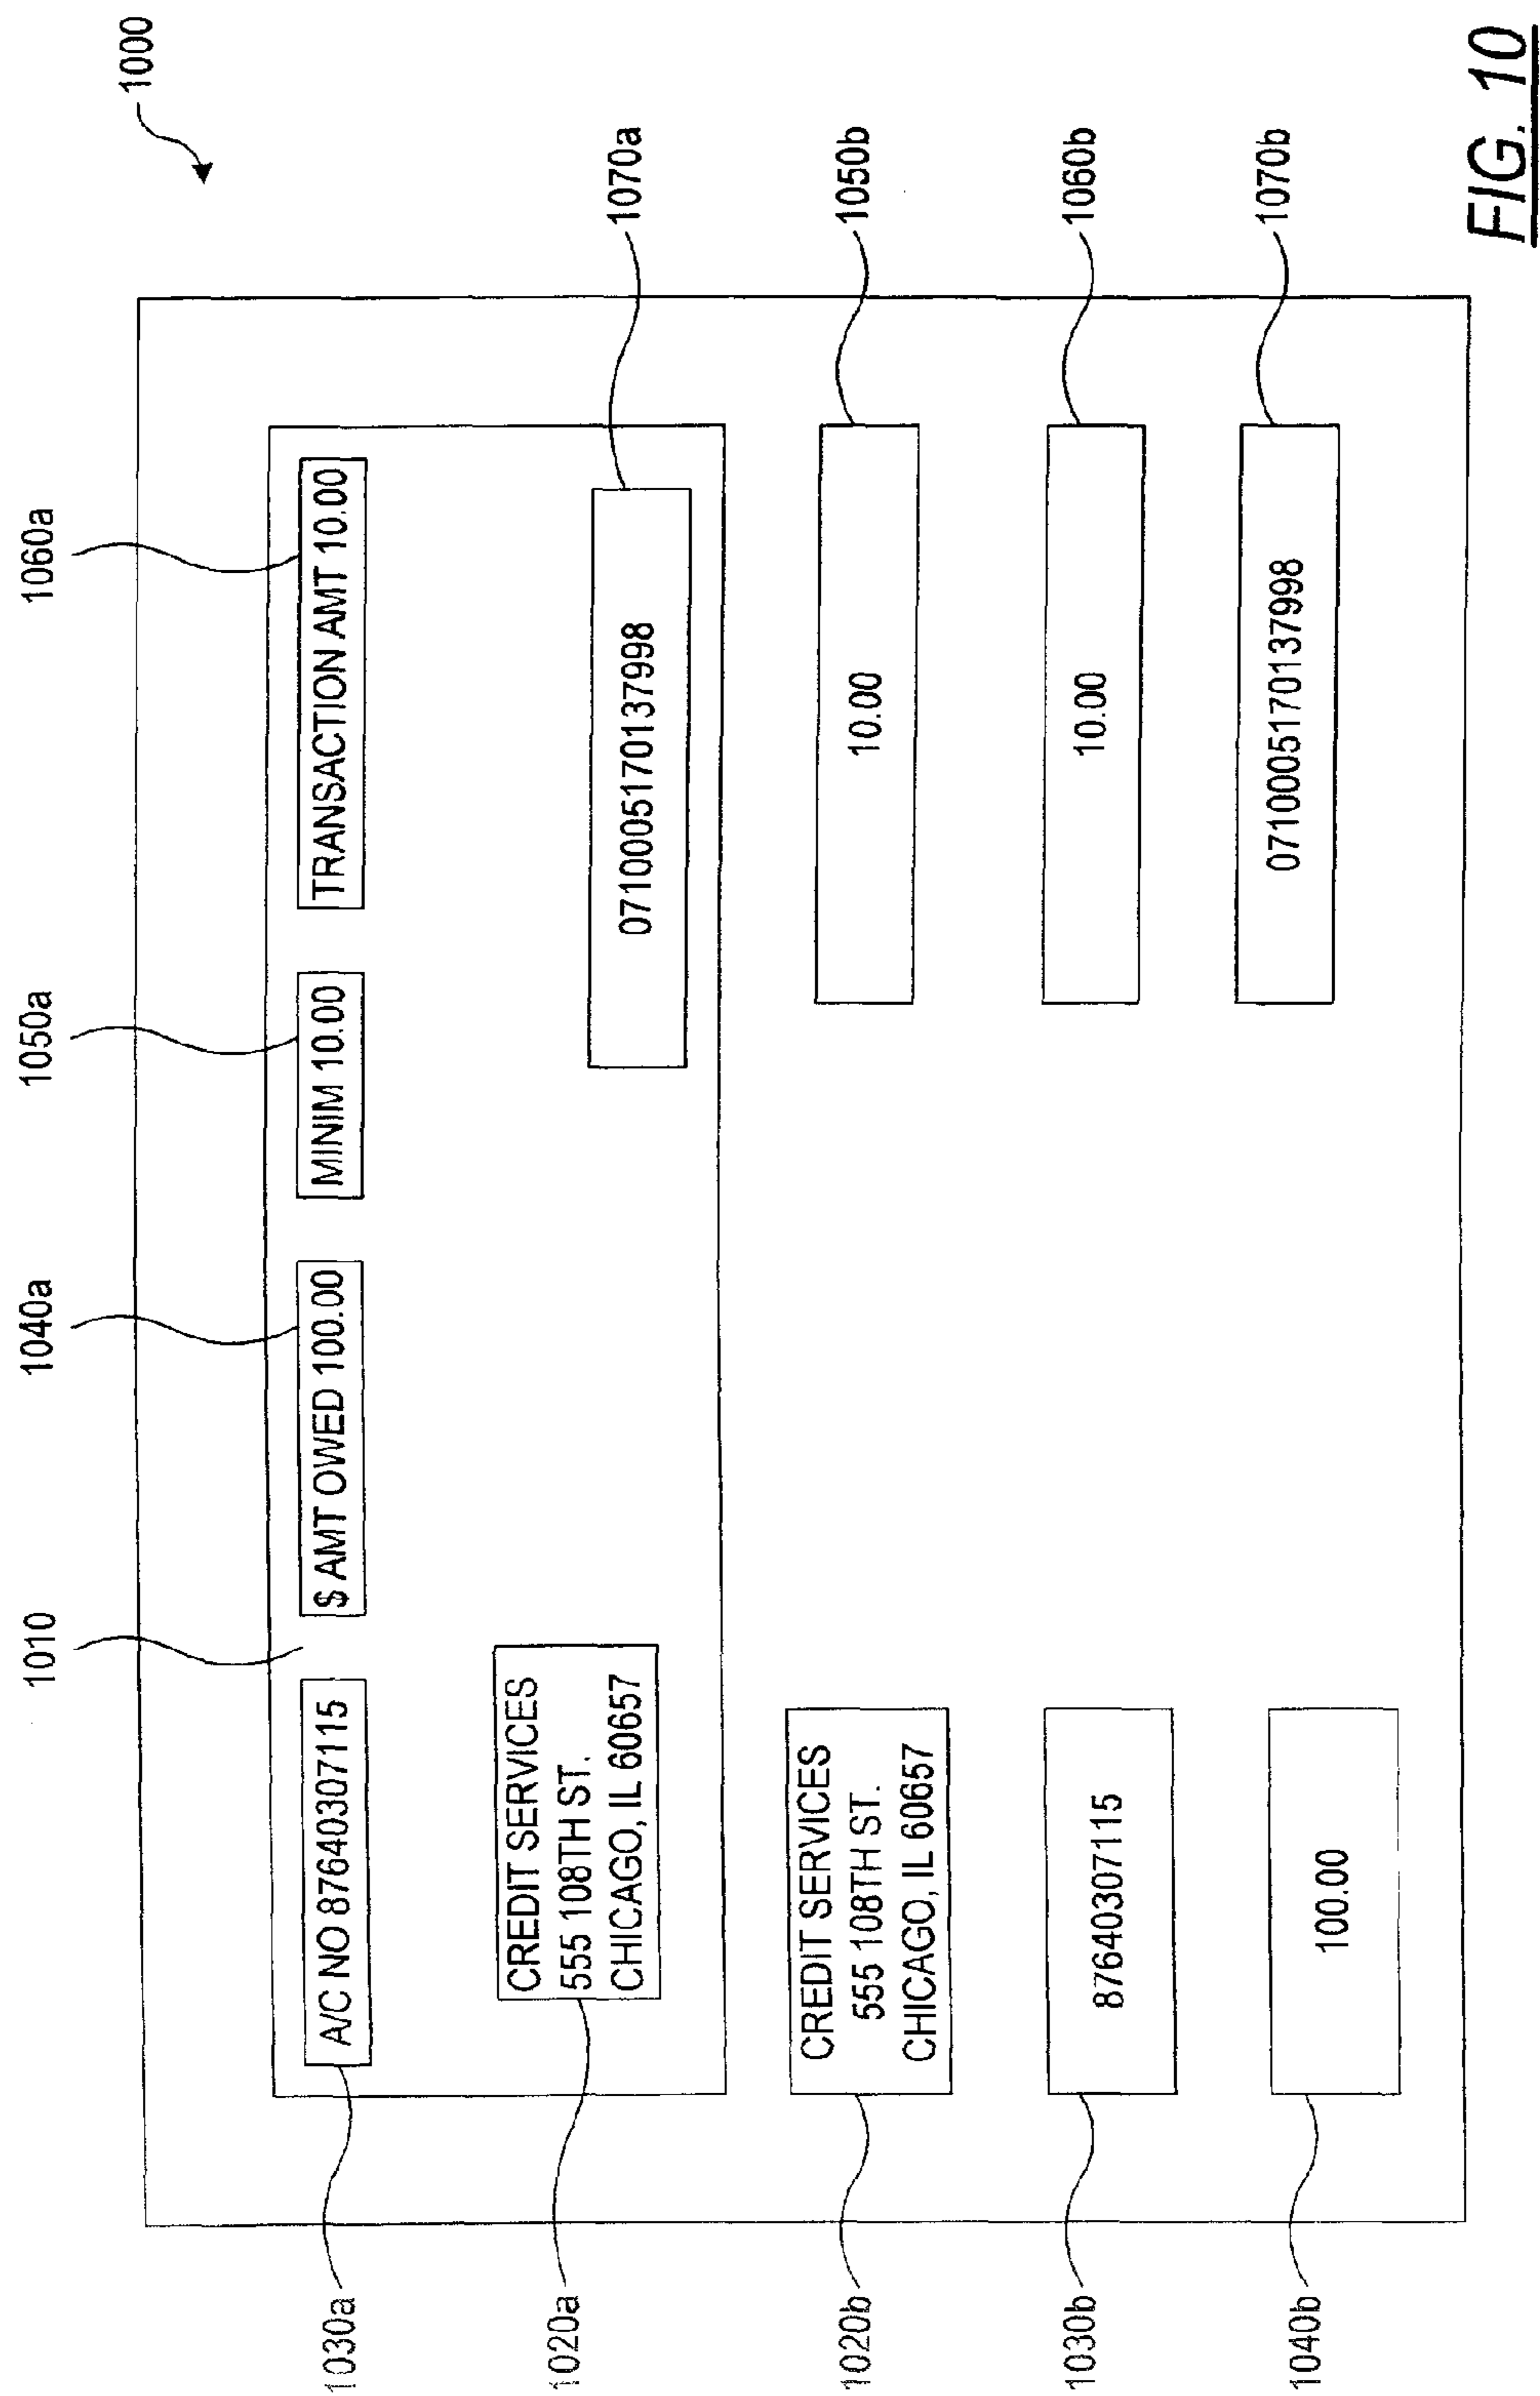 1000
1010
1040a
1050a
1060a
1030a
A/C NO 87640307115
$ AMT OWED 100.00
MINIM 10.00
TRANSACTION AMT 10.00
1020a
CREDIT SERVICES
555 108TH ST.
CHICAGO, IL 60657
0710005170137998
1070a
1020b
CREDIT SERVICES
555 108TH ST.
CHICAGO, IL 60657
10.00
1050b
1030b
87640307115
10.00
1060b
1040b
100.00
0710005170137998
1070b
FIG. 10